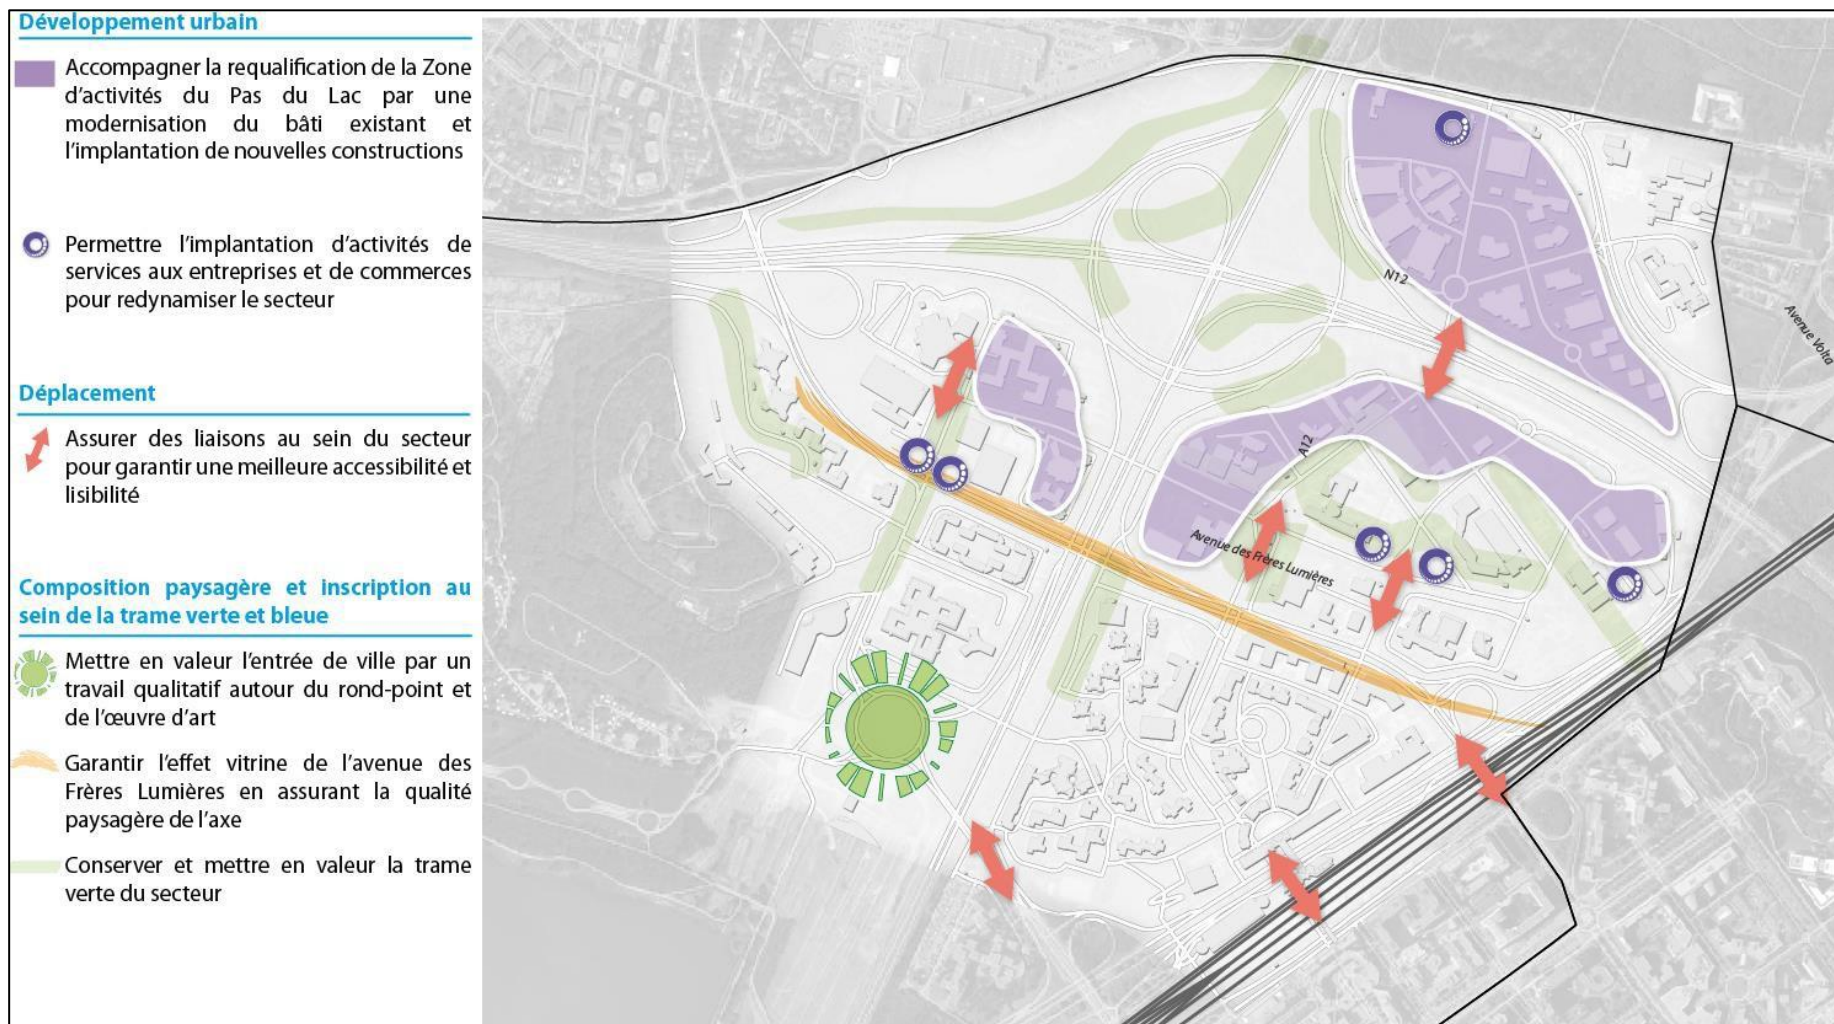 Développement urbain
Accompagner la requalification de la Zone
d'activités du Pas du Lac par une
modernisation du bâti existant et
l'implantation de nouvelles constructions
Permettre l'implantation d'activités de
services aux entreprises et de commerces
pour redynamiser le secteur
Déplacement
Assurer des liaisons au sein du secteur
pour garantir une meilleure accessibilité et
lisibilité
Composition paysagère et inscription au
sein de la trame verte et bleue
Mettre en valeur l'entrée de ville par un
travail qualitatif autour du rond-point et
de l'œuvre d'art
Garantir l'effet vitrine de l'avenue des
Frères Lumières en assurant la qualité
paysagère de l'axe
Conserver et mettre en valeur la trame
verte du secteur
N12
Avenue Volta
A12
Avenue des Frères Lumières